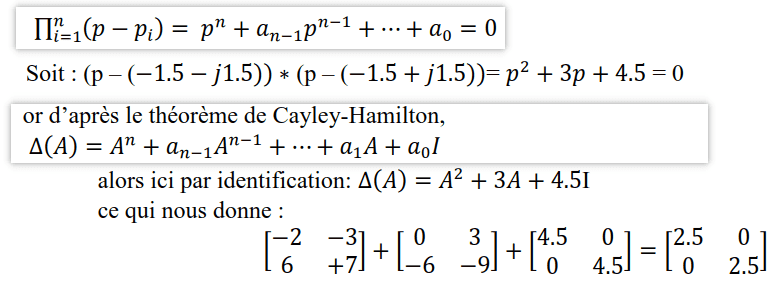 ∏ⁿᵢ₌₁(p − pᵢ) = pⁿ + aₙ₋₁pⁿ⁻¹ + ⋯ + a₀ = 0
Soit : (p – (−1.5 − j1.5)) ∗ (p – (−1.5 + j1.5))= p² + 3p + 4.5 = 0
or d’après le théorème de Cayley-Hamilton,
Δ(A) = Aⁿ + aₙ₋₁Aⁿ⁻¹ + ⋯ + a₁A + a₀I
alors ici par identification: Δ(A) = A² + 3A + 4.5I
ce qui nous donne :
[−2 −3; 6 +7] + [0 3; −6 −9] + [4.5 0; 0 4.5] = [2.5 0; 0 2.5]